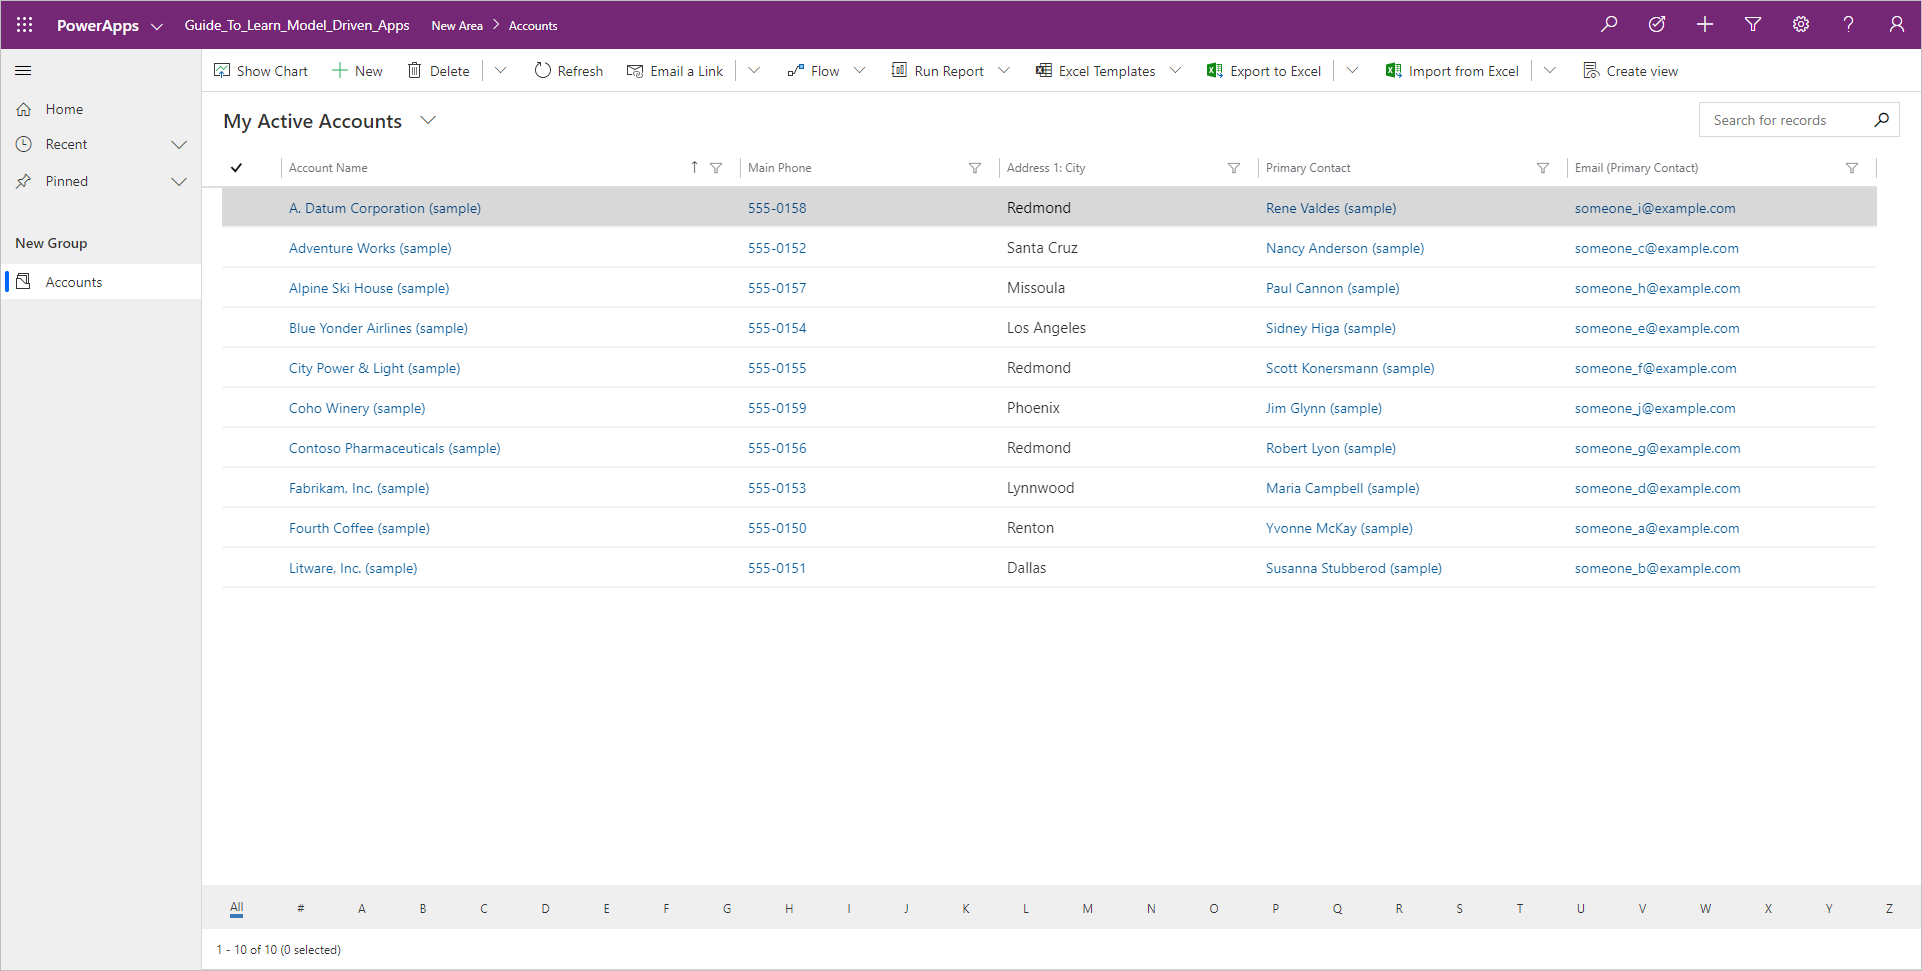 PowerApps Guide_To_Learn_Model_Driven_Apps New Area > Accounts ?
Show Chart New Delete Refresh Email a Link Flow Run Report Excel Templates Export to Excel Import from Excel Create view
Home
Recent
Pinned
New Group
Accounts
My Active Accounts Search for records
Account Name Main Phone Address 1: City Primary Contact Email (Primary Contact)
A. Datum Corporation (sample) 555-0158 Redmond Rene Valdes (sample) someone_i@example.com
Adventure Works (sample) 555-0152 Santa Cruz Nancy Anderson (sample) someone_c@example.com
Alpine Ski House (sample) 555-0157 Missoula Paul Cannon (sample) someone_h@example.com
Blue Yonder Airlines (sample) 555-0154 Los Angeles Sidney Higa (sample) someone_e@example.com
City Power & Light (sample) 555-0155 Redmond Scott Konersmann (sample) someone_f@example.com
Coho Winery (sample) 555-0159 Phoenix Jim Glynn (sample) someone_j@example.com
Contoso Pharmaceuticals (sample) 555-0156 Redmond Robert Lyon (sample) someone_g@example.com
Fabrikam, Inc. (sample) 555-0153 Lynnwood Maria Campbell (sample) someone_d@example.com
Fourth Coffee (sample) 555-0150 Renton Yvonne McKay (sample) someone_a@example.com
Litware, Inc. (sample) 555-0151 Dallas Susanna Stubberod (sample) someone_b@example.com
All # A B C D E F G H I J K L M N O P Q R S T U V W X Y Z
1 - 10 of 10 (0 selected)